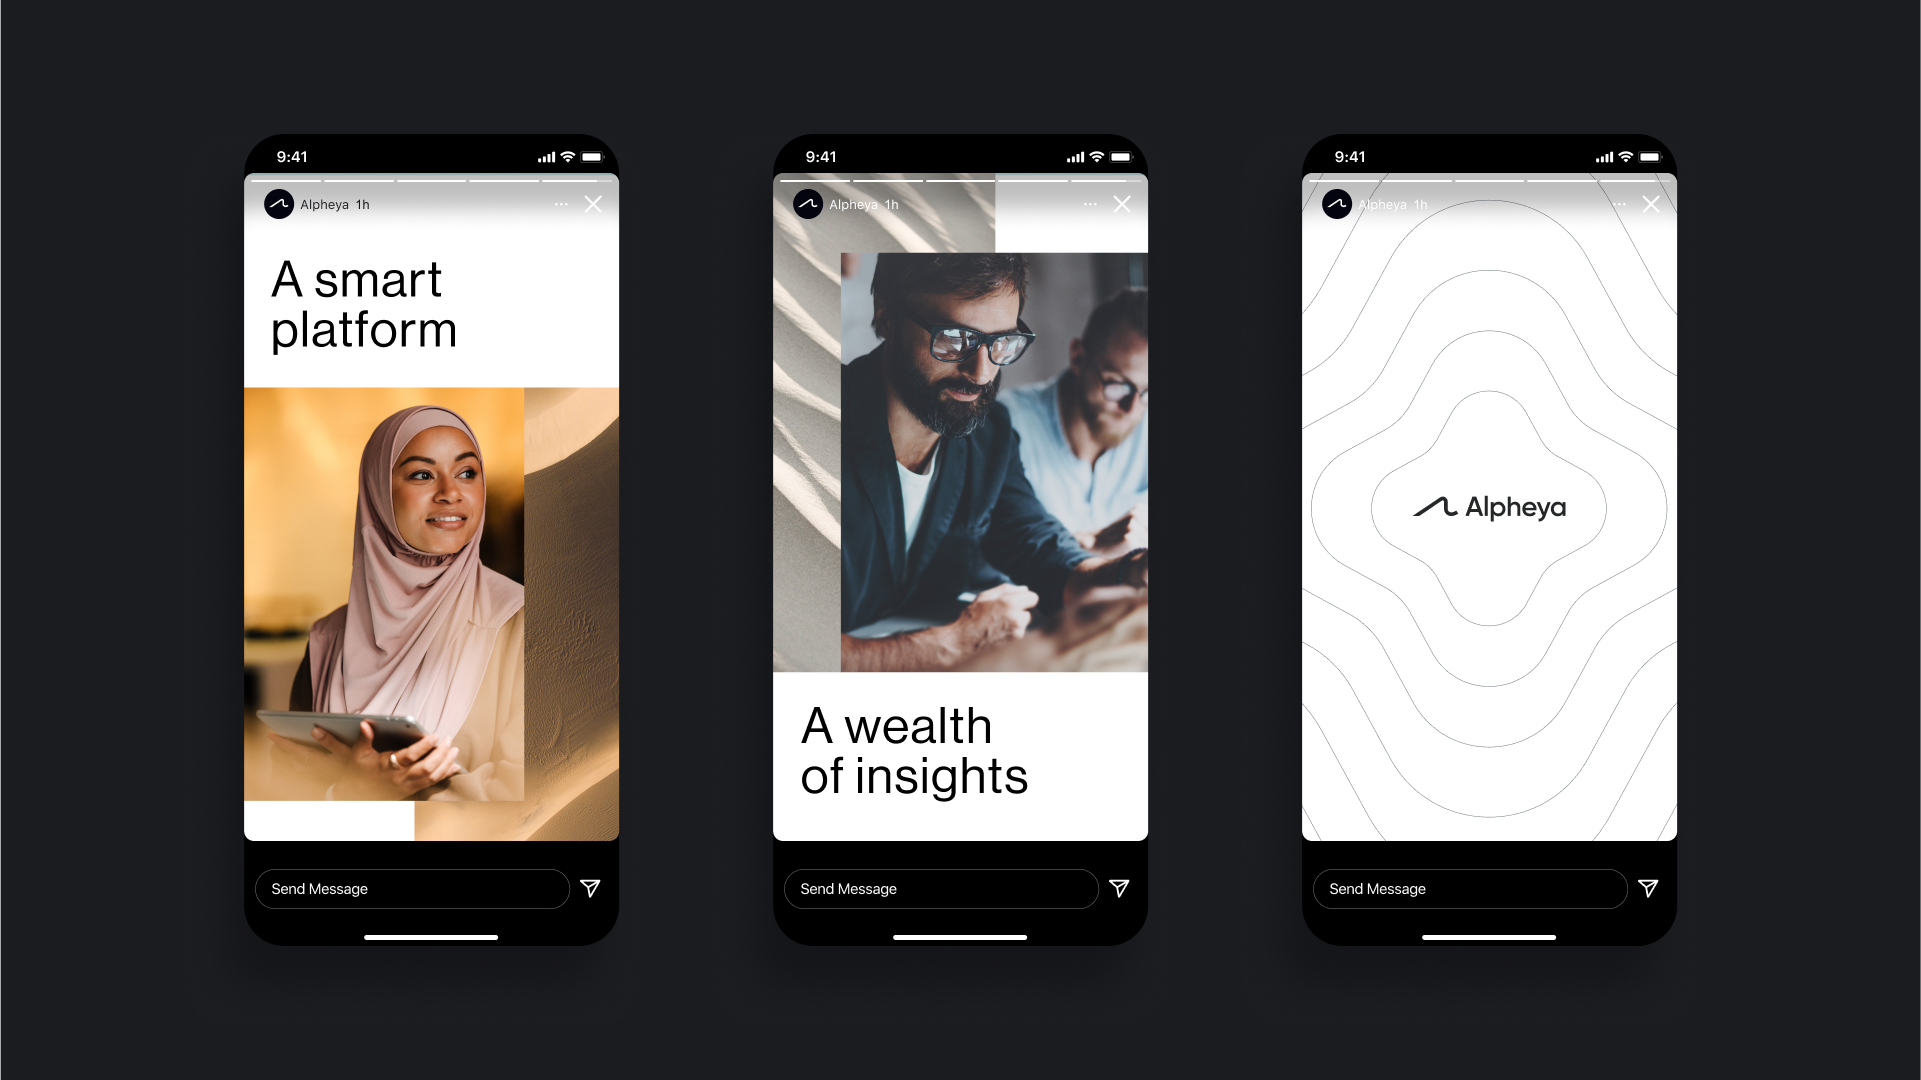 9:41
Alpheya 1h
A smart
platform
Send Message
9:41
Alpheya 1h
A wealth
of insights
Send Message
9:41
Alpheya 1h
Alpheya
Send Message